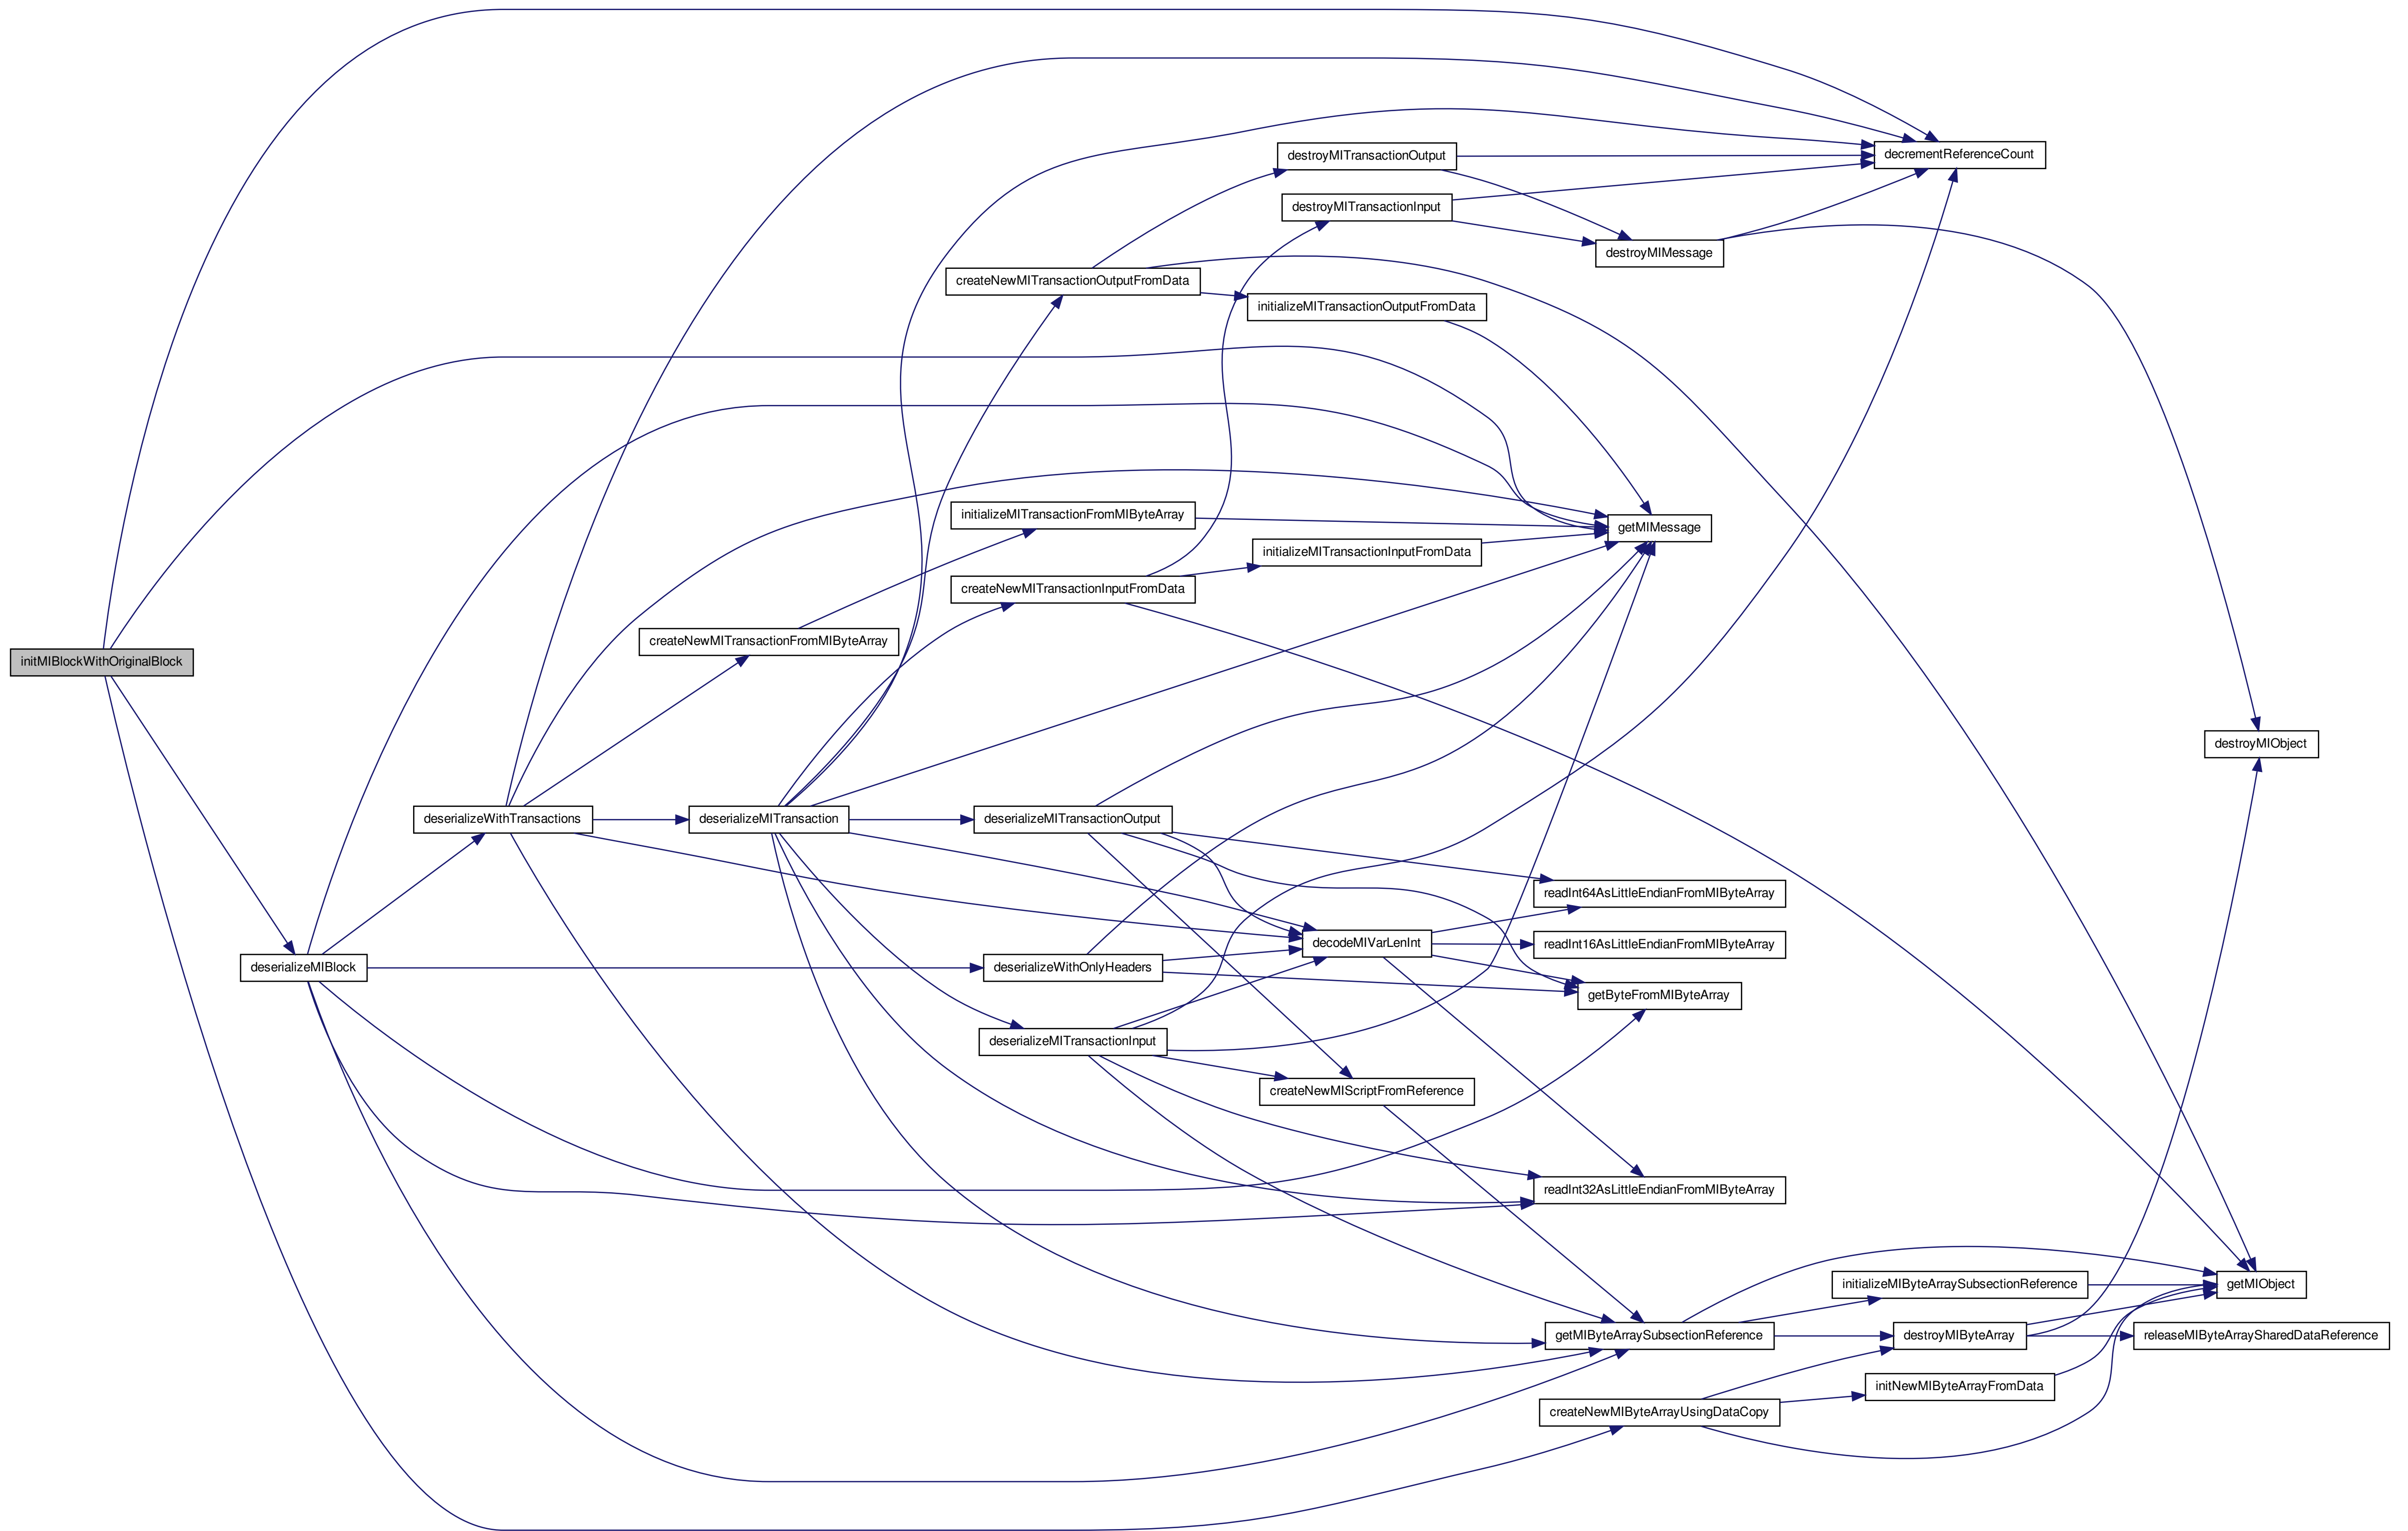 decrementReferenceCount
destroyMITransactionOutput
destroyMITransactionInput
destroyMIMessage
createNewMITransactionOutputFromData
initializeMITransactionOutputFromData
initializeMITransactionFromMIByteArray
getMIMessage
initializeMITransactionInputFromData
createNewMITransactionInputFromData
createNewMITransactionFromMIByteArray
initMIBlockWithOriginalBlock
destroyMIObject
deserializeWithTransactions
deserializeMITransaction
deserializeMITransactionOutput
readInt64AsLittleEndianFromMIByteArray
decodeMIVarLenInt
readInt16AsLittleEndianFromMIByteArray
deserializeMIBlock
deserializeWithOnlyHeaders
getByteFromMIByteArray
deserializeMITransactionInput
createNewMIScriptFromReference
readInt32AsLittleEndianFromMIByteArray
initializeMIByteArraySubsectionReference
getMIObject
getMIByteArraySubsectionReference
destroyMIByteArray
releaseMIByteArraySharedDataReference
initNewMIByteArrayFromData
createNewMIByteArrayUsingDataCopy